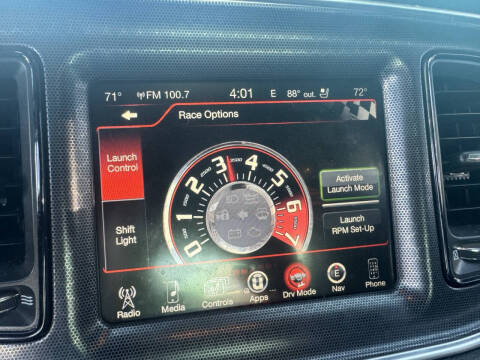 71° FM 100.7 4:01 E 88° out. 72°
Race Options
Launch
Control
Shift
Light
0 1 2 3 4 5 6 7
Activate
Launch Mode
Launch
RPM Set-Up
Radio Media Controls Apps Drv Mode E Nav Phone